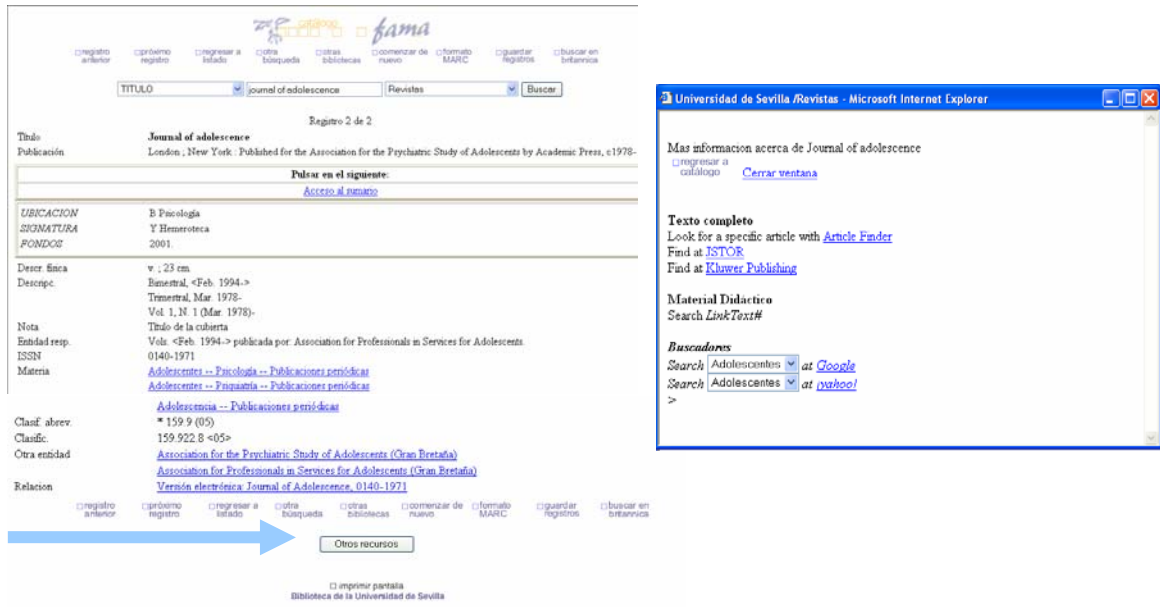 catálogo fama
registro anterior próximo registro regresar a listado otra búsqueda otras bibliotecas comenzar de nuevo formato MARC guardar registros buscar en britannica
TITULO journal of adolescence Revistas Buscar
Registro 2 de 2
Título Journal of adolescence
Publicación London ; New York : Published for the Association for the Psychiatric Study of Adolescents by Academic Press, c1978-
Pulsar en el siguiente:
Acceso al sumario
UBICACION B Psicología
SIGNATURA Y Hemeroteca
FONDOS 2001.
Descr. física v. ; 23 cm.
Descripc. Bimestral, <Feb. 1994->
Trimestral, Mar. 1978-
Vol. 1, N. 1 (Mar. 1978)-
Nota Título de la cubierta
Entidad resp. Vols. <Feb. 1994-> publicada por: Association for Professionals in Services for Adolescents.
ISSN 0140-1971
Materia Adolescentes -- Psicología -- Publicaciones periódicas
Adolescentes -- Psiquiatría -- Publicaciones periódicas
Adolescencia -- Publicaciones periódicas
Clasif. abrev. * 159.9 (05)
Clasific. 159.922.8 <05>
Otra entidad Association for the Psychiatric Study of Adolescents (Gran Bretaña)
Association for Professionals in Services for Adolescents (Gran Bretaña)
Relacion Versión electrónica: Journal of Adolescence, 0140-1971
registro anterior próximo registro regresar a listado otra búsqueda otras bibliotecas comenzar de nuevo formato MARC guardar registros buscar en britannica
Otros recursos
imprimir pantalla
Biblioteca de la Universidad de Sevilla
Universidad de Sevilla /Revistas - Microsoft Internet Explorer
Mas informacion acerca de Journal of adolescence
regresar a catálogo Cerrar ventana
Texto completo
Look for a specific article with Article Finder
Find at JSTOR
Find at Kluwer Publishing
Material Didáctico
Search LinkText#
Buscadores
Search Adolescentes at Google
Search Adolescentes at ¡yahoo!
>